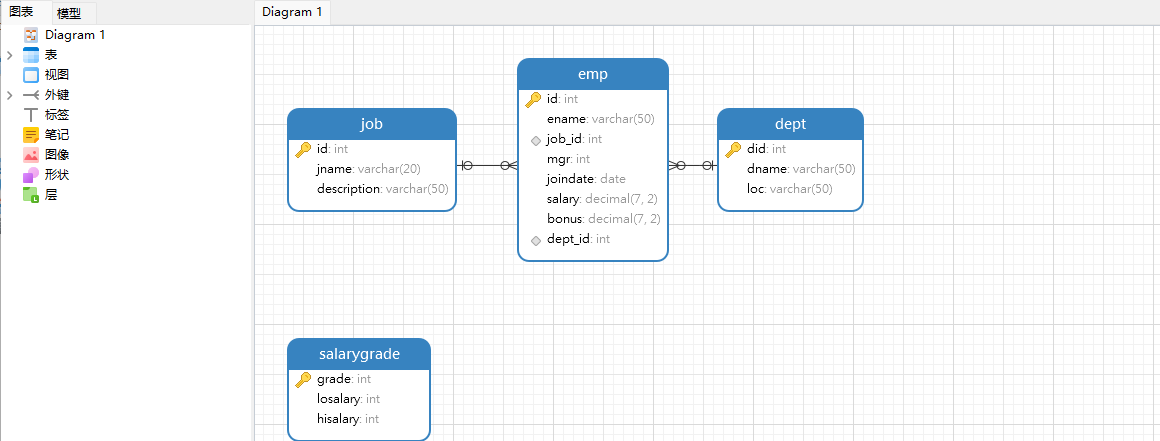 图表 模型
Diagram 1
表
视图
外键
标签
笔记
图像
形状
层
Diagram 1
job
id: int
jname: varchar(20)
description: varchar(50)
emp
id: int
ename: varchar(50)
job_id: int
mgr: int
joindate: date
salary: decimal(7, 2)
bonus: decimal(7, 2)
dept_id: int
dept
did: int
dname: varchar(50)
loc: varchar(50)
salarygrade
grade: int
losalary: int
hisalary: int